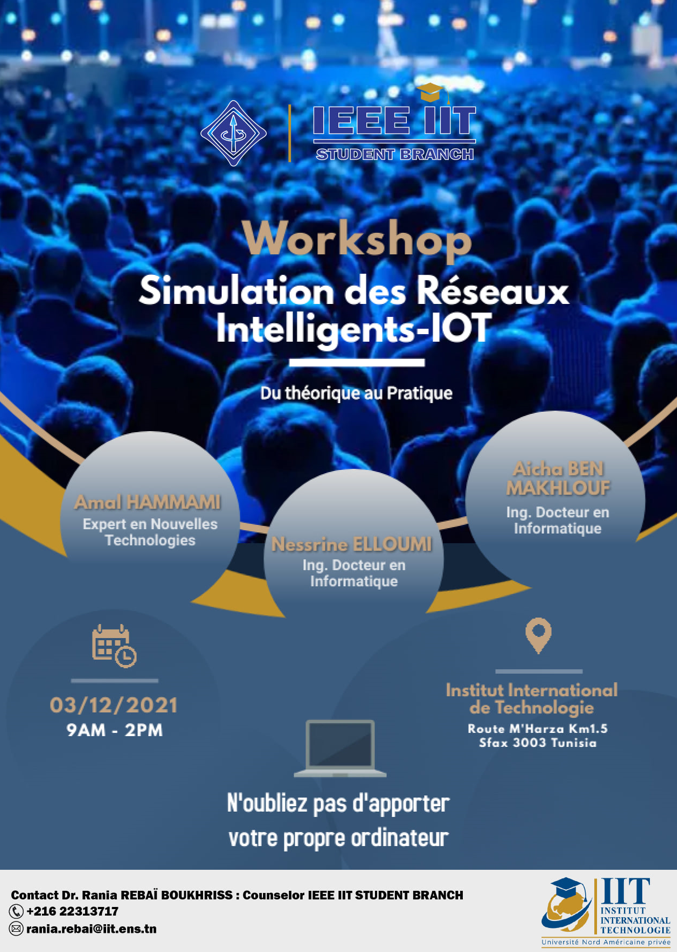 IEEE IIT
STUDENT BRANCH
Workshop
Simulation des Réseaux
Intelligents-IOT
Du théorique au Pratique
Amal HAMMAMI
Expert en Nouvelles
Technologies
Nessrine ELLOUMI
Ing. Docteur en
Informatique
Aicha BEN
MAKHLOUF
Ing. Docteur en
Informatique
03/12/2021
9AM - 2PM
Institut International
de Technologie
Route M'Harza Km1.5
Sfax 3003 Tunisia
N'oubliez pas d'apporter
votre propre ordinateur
Contact Dr. Rania REBAÏ BOUKHRISS : Counselor IEEE IIT STUDENT BRANCH
+216 22313717
rania.rebai@iit.ens.tn
IIT
INSTITUT
INTERNATIONAL
TECHNOLOGIE
Université Nord Américaine privée